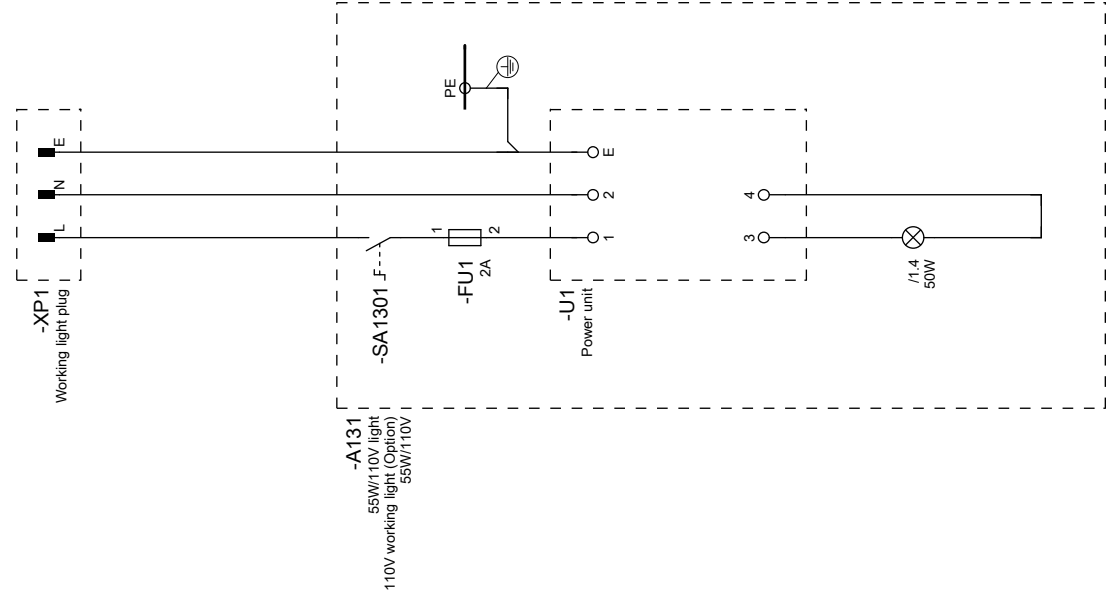 -XP1
Working light plug
L
N
E
-A131
55W/110V light
110V working light (Option)
55W/110V
-SA1301
PE
-FU1
2A
1
2
-U1
Power unit
1
2
E
3
4
/1.4
50W